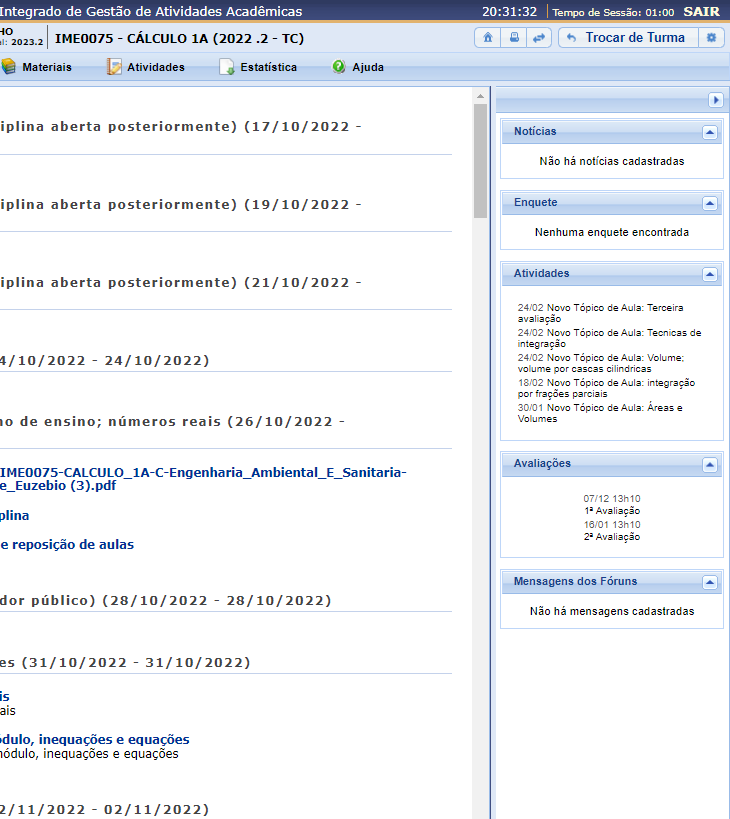 Integrado de Gestão de Atividades Acadêmicas
20:31:32
Tempo de Sessão: 01:00
SAIR
HO
el: 2023.2
IME0075 - CÁLCULO 1A (2022 .2 - TC)
Trocar de Turma
Materiais
Atividades
Estatística
Ajuda
iplina aberta posteriormente) (17/10/2022 -
iplina aberta posteriormente) (19/10/2022 -
iplina aberta posteriormente) (21/10/2022 -
4/10/2022 - 24/10/2022)
no de ensino; números reais (26/10/2022 -
IME0075-CALCULO_1A-C-Engenharia_Ambiental_E_Sanitaria-
e_Euzebio (3).pdf
plina
e reposição de aulas
dor público) (28/10/2022 - 28/10/2022)
es (31/10/2022 - 31/10/2022)
is
ais
ódulo, inequações e equações
módulo, inequações e equações
2/11/2022 - 02/11/2022)
Notícias
Não há notícias cadastradas
Enquete
Nenhuma enquete encontrada
Atividades
24/02 Novo Tópico de Aula: Terceira
avaliação
24/02 Novo Tópico de Aula: Tecnicas de
integração
24/02 Novo Tópico de Aula: Volume;
volume por cascas cilindricas
18/02 Novo Tópico de Aula: integração
por frações parciais
30/01 Novo Tópico de Aula: Áreas e
Volumes
Avaliações
07/12 13h10
1ª Avaliação
16/01 13h10
2ª Avaliação
Mensagens dos Fóruns
Não há mensagens cadastradas